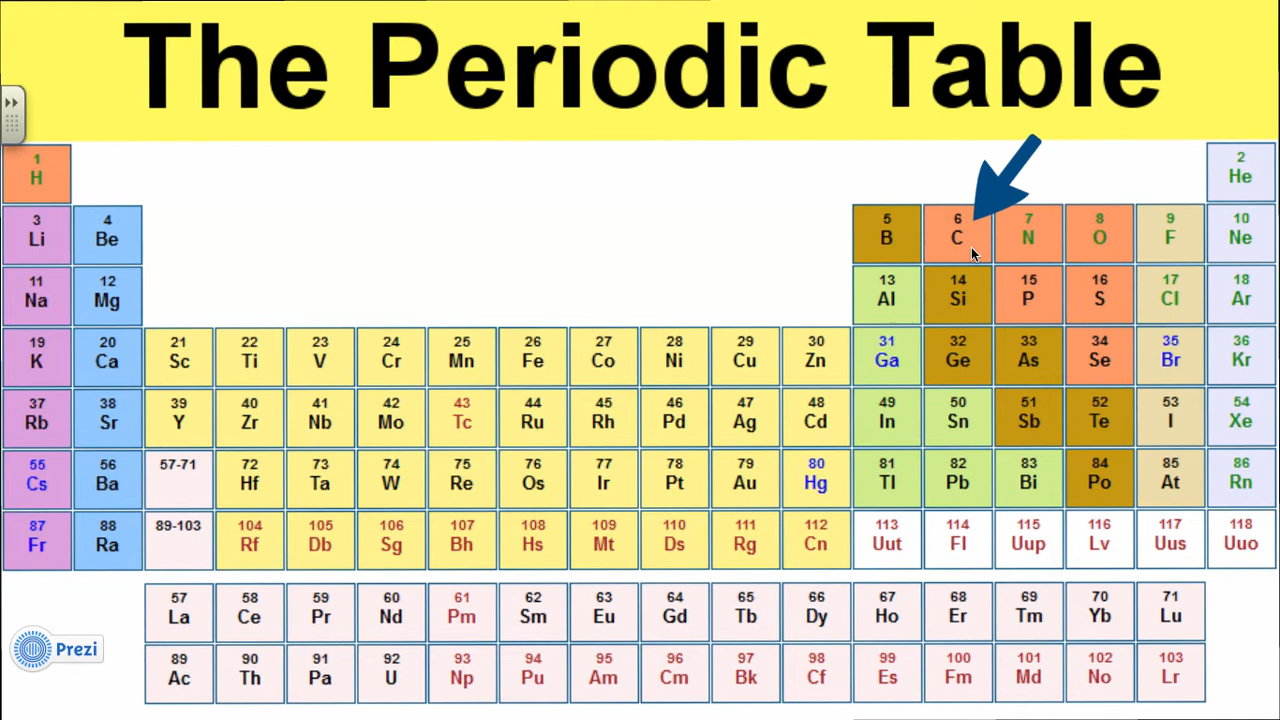 The Periodic Table
1 2
H He
3 4 5 6 7 8 9 10
Li Be B C N O F Ne
11 12 13 14 15 16 17 18
Na Mg Al Si P S Cl Ar
19 20 21 22 23 24 25 26 27 28 29 30 31 32 33 34 35 36
K Ca Sc Ti V Cr Mn Fe Co Ni Cu Zn Ga Ge As Se Br Kr
37 38 39 40 41 42 43 44 45 46 47 48 49 50 51 52 53 54
Rb Sr Y Zr Nb Mo Tc Ru Rh Pd Ag Cd In Sn Sb Te I Xe
55 56 57-71 72 73 74 75 76 77 78 79 80 81 82 83 84 85 86
Cs Ba Hf Ta W Re Os Ir Pt Au Hg Tl Pb Bi Po At Rn
87 88 89-103 104 105 106 107 108 109 110 111 112 113 114 115 116 117 118
Fr Ra Rf Db Sg Bh Hs Mt Ds Rg Cn Uut Fl Uup Lv Uus Uuo
57 58 59 60 61 62 63 64 65 66 67 68 69 70 71
La Ce Pr Nd Pm Sm Eu Gd Tb Dy Ho Er Tm Yb Lu
89 90 91 92 93 94 95 96 97 98 99 100 101 102 103
Ac Th Pa U Np Pu Am Cm Bk Cf Es Fm Md No Lr
Prezi